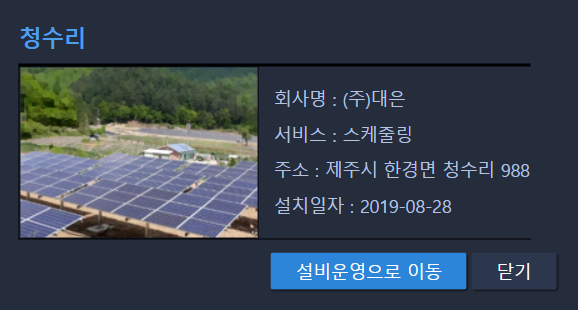 청수리
회사명 : (주)대은
서비스 : 스케줄링
주소 : 제주시 한경면 청수리 988
설치일자 : 2019-08-28
설비운영으로 이동
닫기